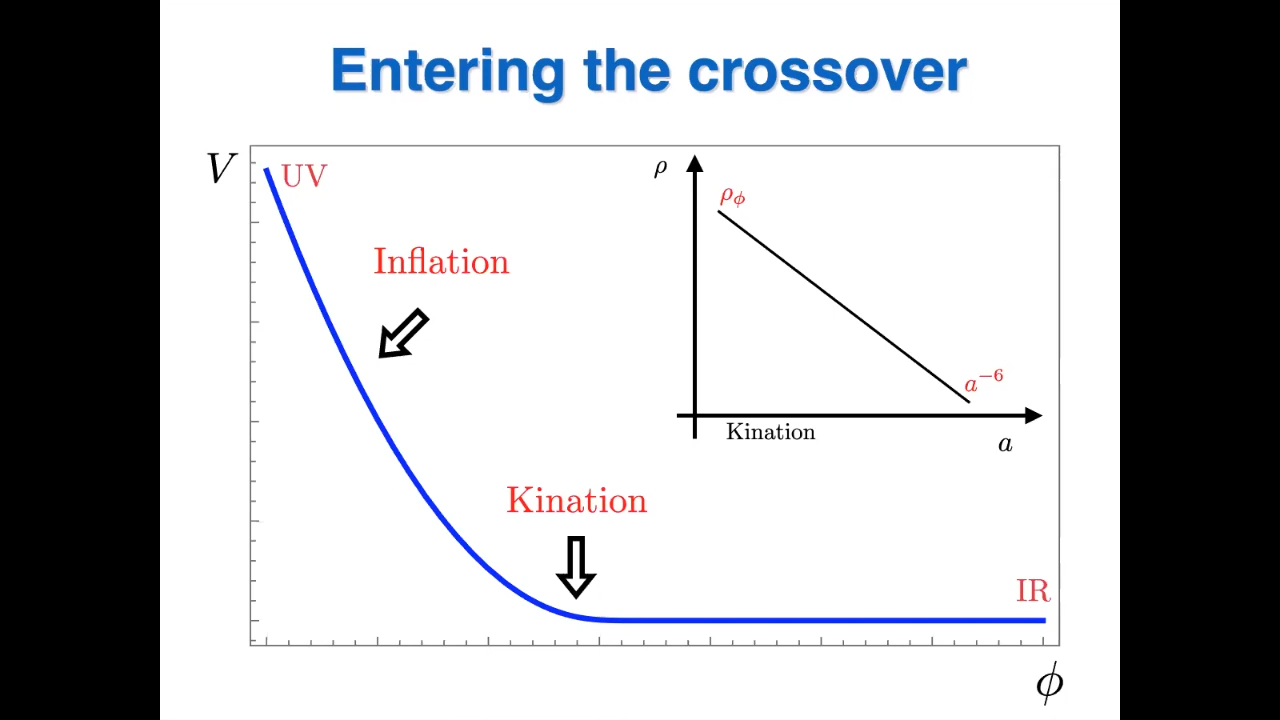 Entering the crossover
V
UV
ρ
ρ_ϕ
Inflation
a^{-6}
Kination
a
Kination
IR
ϕ